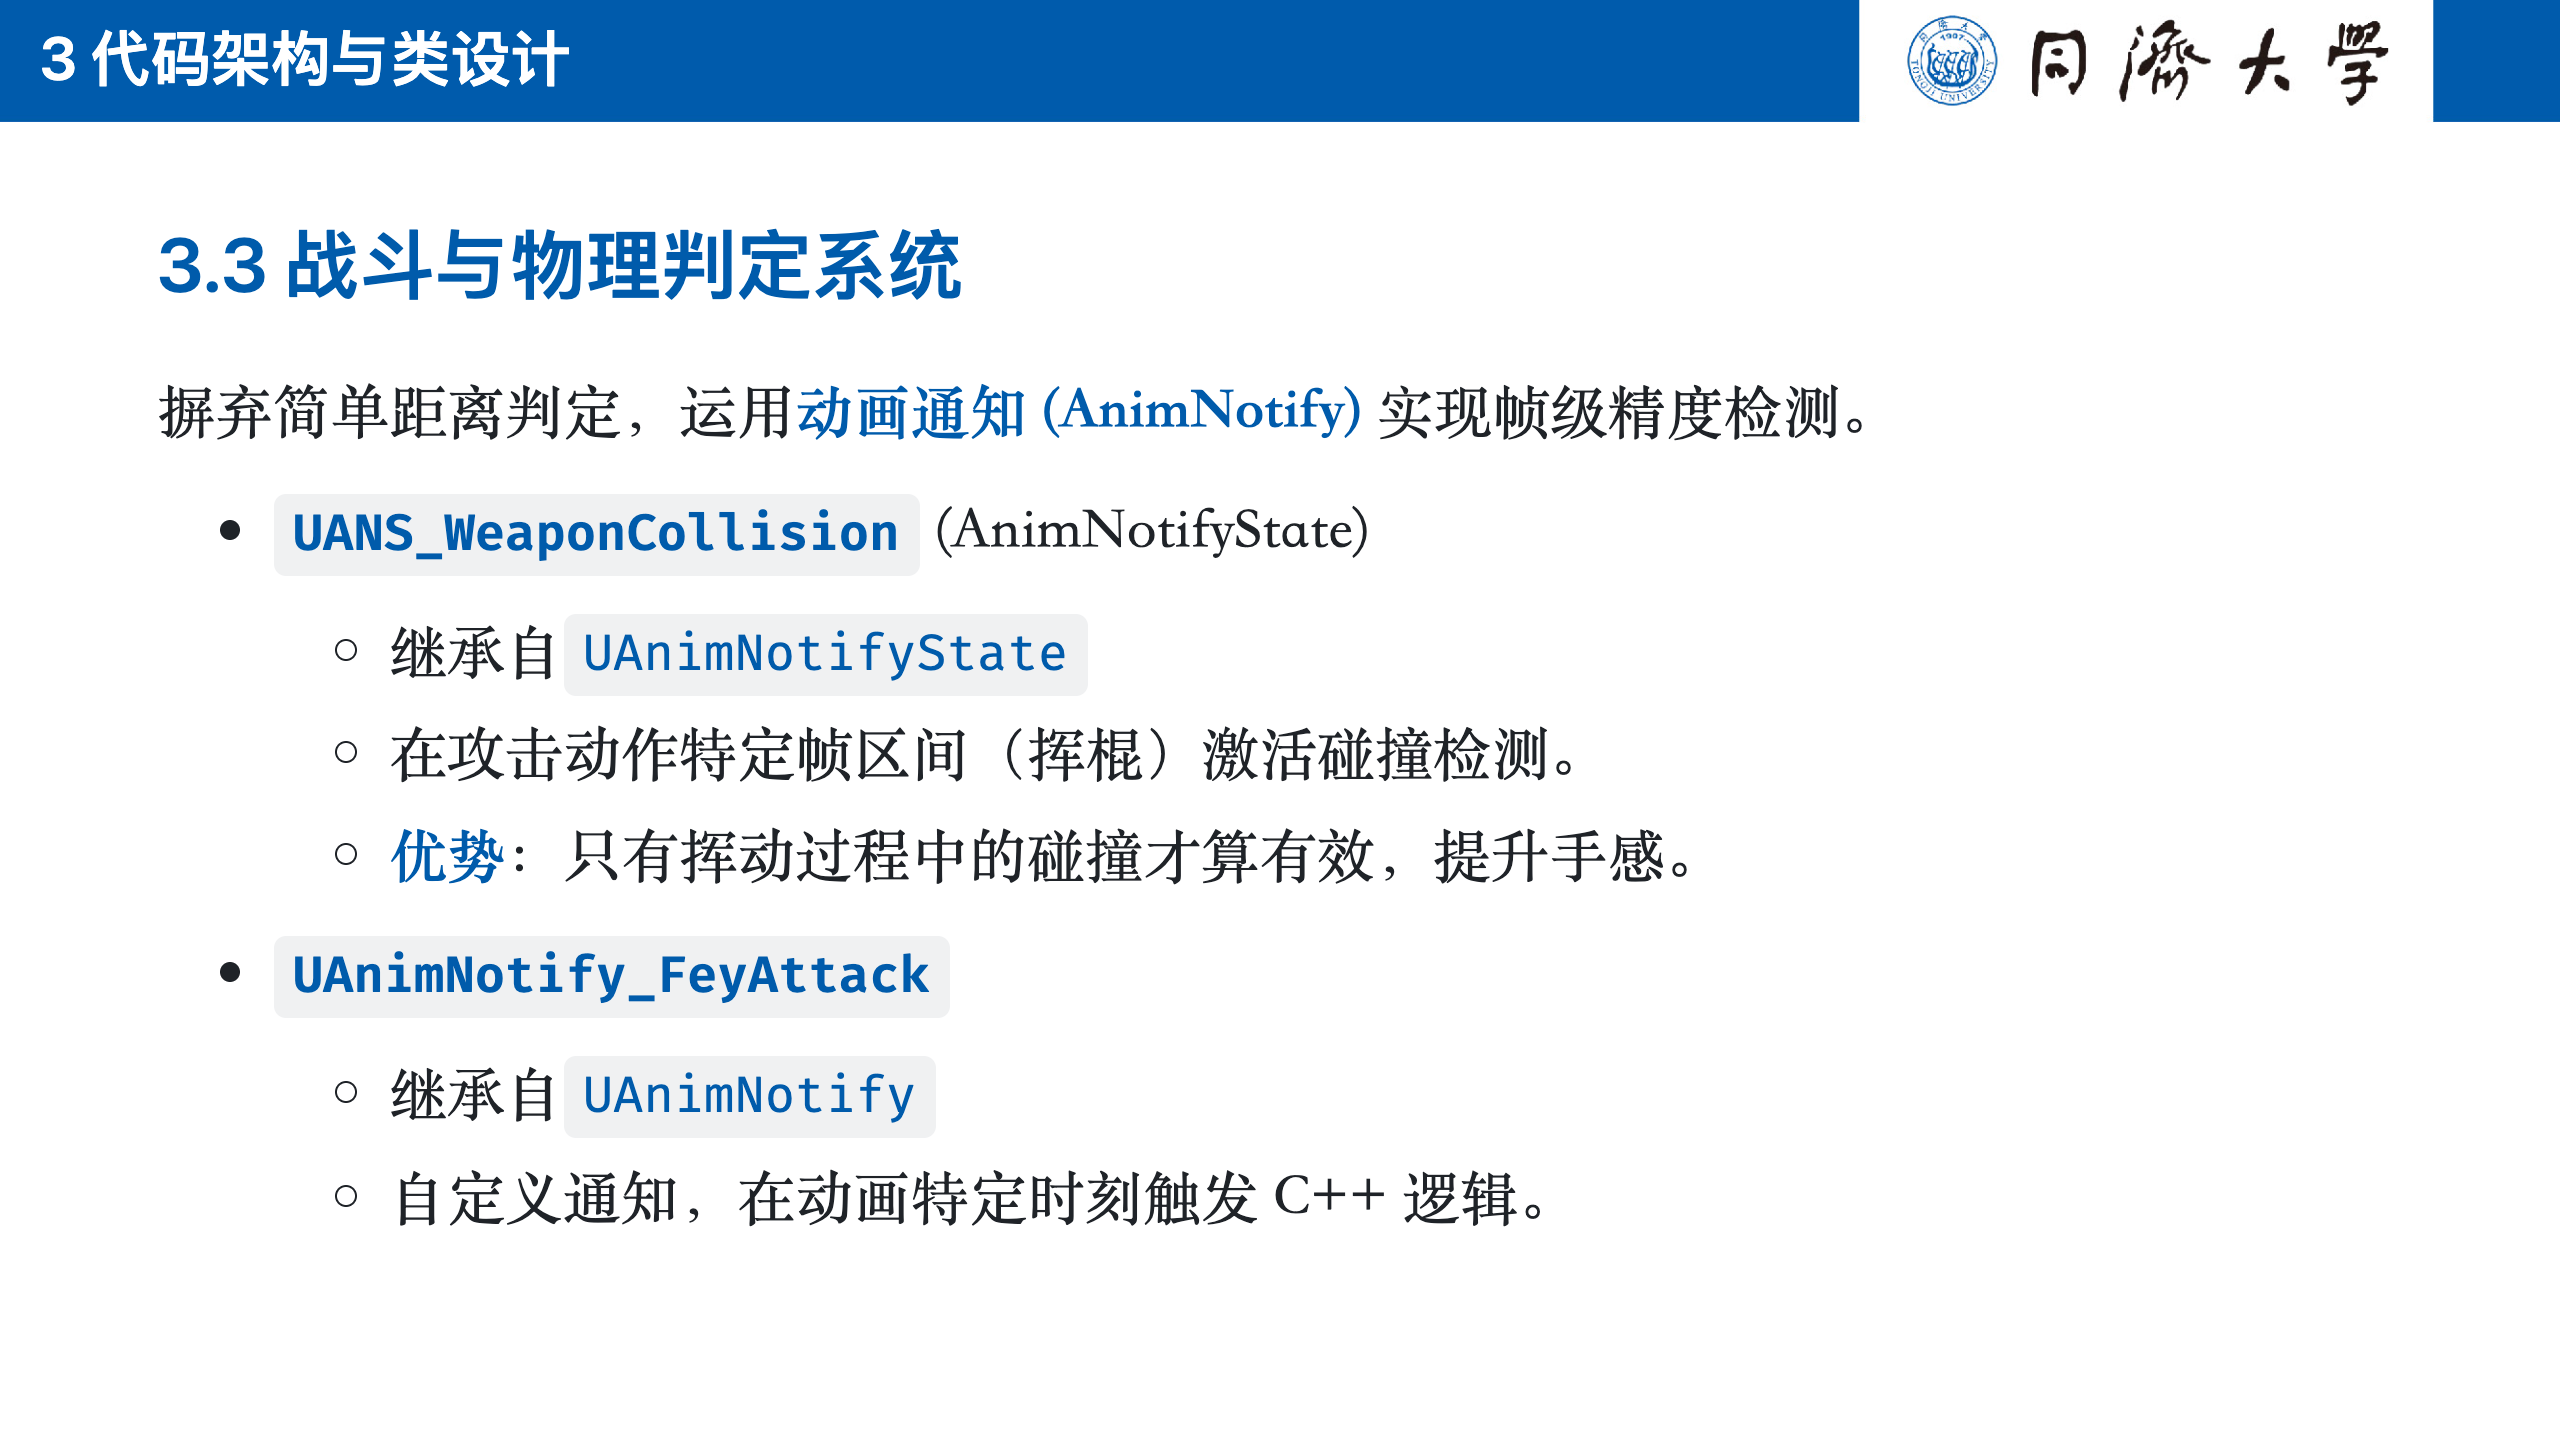 3 代码架构与类设计
同濟大學
1907
TONGJI UNIVERSITY
3.3 战斗与物理判定系统
摒弃简单距离判定，运用动画通知 (AnimNotify) 实现帧级精度检测。
• UANS_WeaponCollision (AnimNotifyState)
○ 继承自 UAnimNotifyState
○ 在攻击动作特定帧区间（挥棍）激活碰撞检测。
○ 优势：只有挥动过程中的碰撞才算有效，提升手感。
• UAnimNotify_FeyAttack
○ 继承自 UAnimNotify
○ 自定义通知，在动画特定时刻触发 C++ 逻辑。